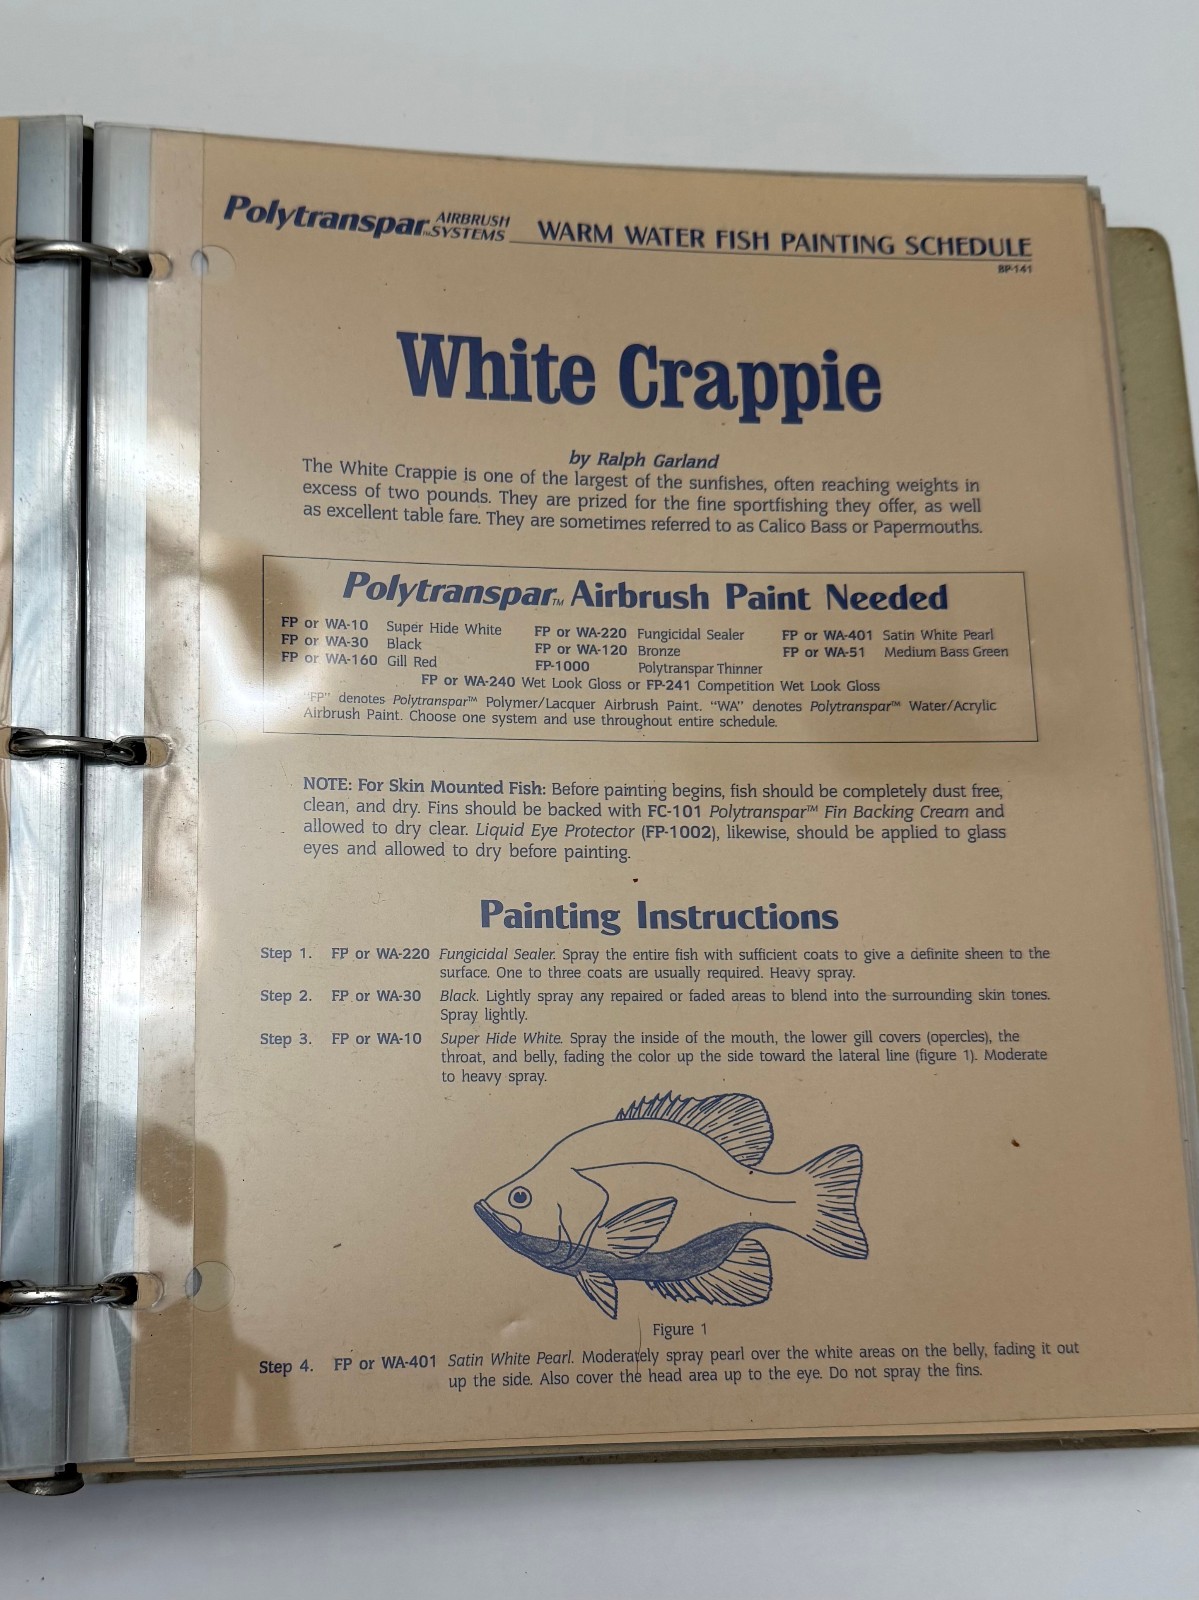 Polytranspar™ AIRBRUSH SYSTEMS WARM WATER FISH PAINTING SCHEDULE
BP-141
White Crappie
by Ralph Garland
The White Crappie is one of the largest of the sunfishes, often reaching weights in
excess of two pounds. They are prized for the fine sportfishing they offer, as well
as excellent table fare. They are sometimes referred to as Calico Bass or Papermouths.
Polytranspar™ Airbrush Paint Needed
FP or WA-10 Super Hide White FP or WA-220 Fungicidal Sealer FP or WA-401 Satin White Pearl
FP or WA-30 Black FP or WA-120 Bronze FP or WA-51 Medium Bass Green
FP or WA-160 Gill Red FP-1000 Polytranspar Thinner
FP or WA-240 Wet Look Gloss or FP-241 Competition Wet Look Gloss
"FP" denotes Polytranspar™ Polymer/Lacquer Airbrush Paint. "WA" denotes Polytranspar™ Water/Acrylic
Airbrush Paint. Choose one system and use throughout entire schedule.
NOTE: For Skin Mounted Fish: Before painting begins, fish should be completely dust free,
clean, and dry. Fins should be backed with FC-101 Polytranspar™ Fin Backing Cream and
allowed to dry clear. Liquid Eye Protector (FP-1002), likewise, should be applied to glass
eyes and allowed to dry before painting.
Painting Instructions
Step 1. FP or WA-220 Fungicidal Sealer. Spray the entire fish with sufficient coats to give a definite sheen to the
surface. One to three coats are usually required. Heavy spray.
Step 2. FP or WA-30 Black. Lightly spray any repaired or faded areas to blend into the surrounding skin tones.
Spray lightly.
Step 3. FP or WA-10 Super Hide White. Spray the inside of the mouth, the lower gill covers (opercles), the
throat, and belly, fading the color up the side toward the lateral line (figure 1). Moderate
to heavy spray.
Figure 1
Step 4. FP or WA-401 Satin White Pearl. Moderately spray pearl over the white areas on the belly, fading it out
up the side. Also cover the head area up to the eye. Do not spray the fins.